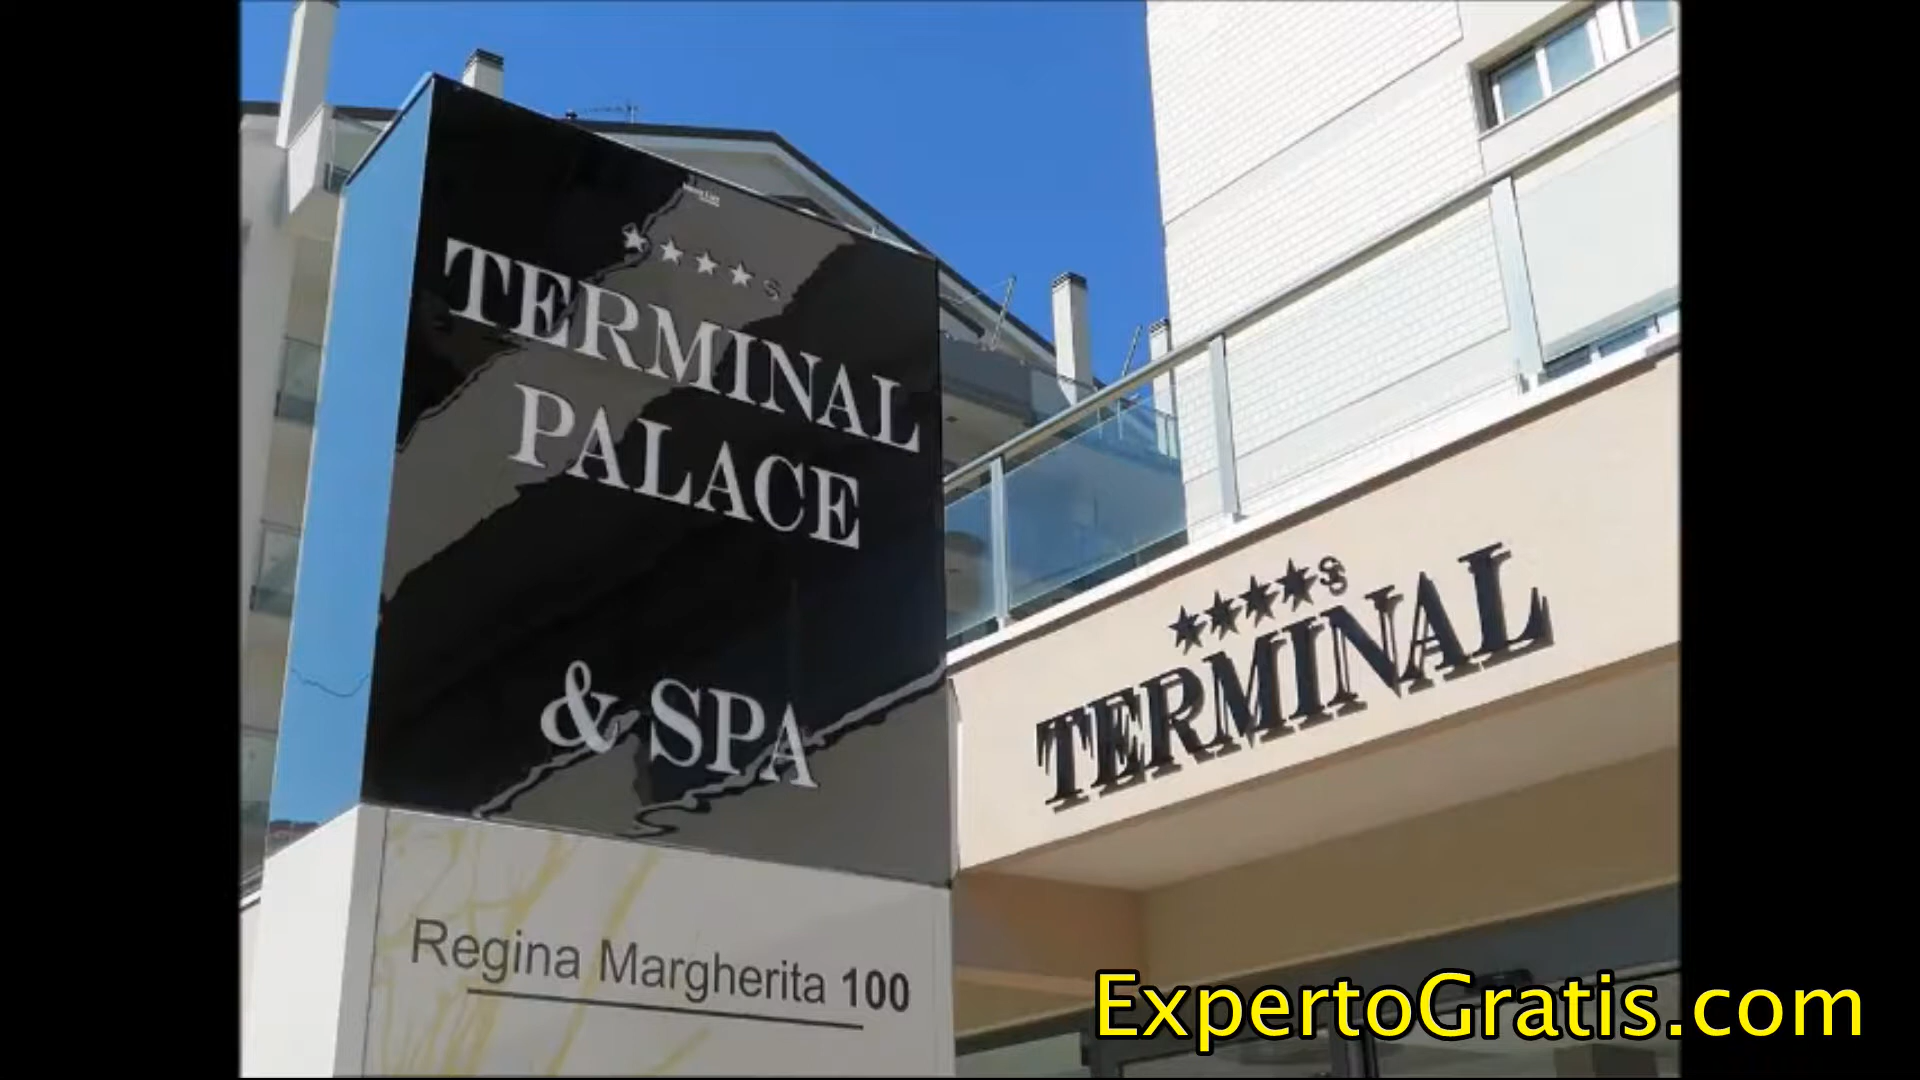 ★★★★S
TERMINAL
PALACE
& SPA
Regina Margherita 100
★★★★S
TERMINAL
ExpertoGratis.com